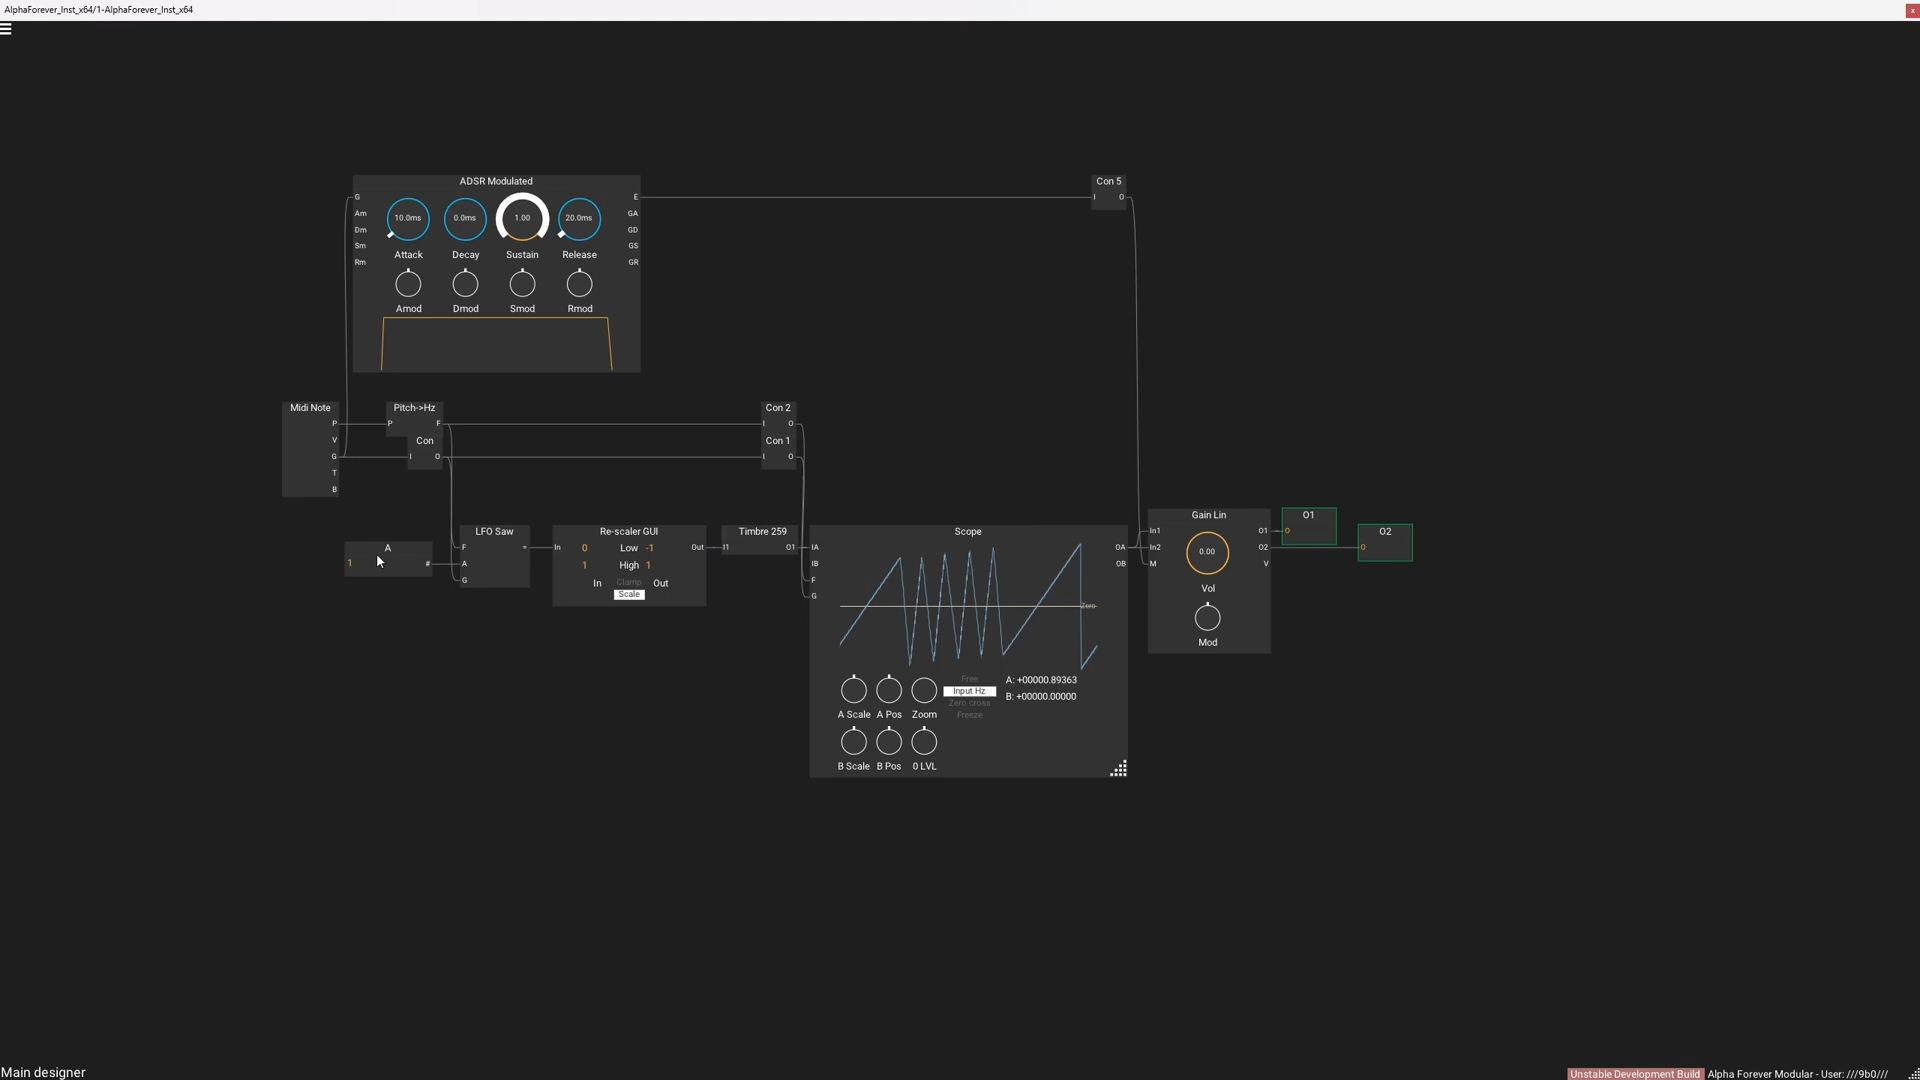 AlphaForever_Inst_x64/1-AlphaForever_Inst_x64
x
ADSR Modulated
G
Am
Dm
Sm
Rm
10.0ms 0.0ms 1.00 20.0ms
Attack Decay Sustain Release
Amod Dmod Smod Rmod
E
GA
GD
GS
GR
Con 5
I O
Midi Note
P
V
G
T
B
Pitch->Hz
P F
Con
I O
Con 2
I O
Con 1
I O
A
1 #
LFO Saw
F =
A
G
Re-scaler GUI
In 0 Low -1 Out
1 High 1
In Clamp Out
Scale
Timbre 259
I1 O1
Scope
IA OA
IB OB
F
G
Zero
A Scale A Pos Zoom
B Scale B Pos 0 LVL
Free
Input Hz
Zero cross
Freeze
A: +00000.89363
B: +00000.00000
Gain Lin
In1 O1
In2 O2
M V
0.00
Vol
Mod
O1
0
O2
0
Main designer
Unstable Development Build Alpha Forever Modular - User: ///9b0///